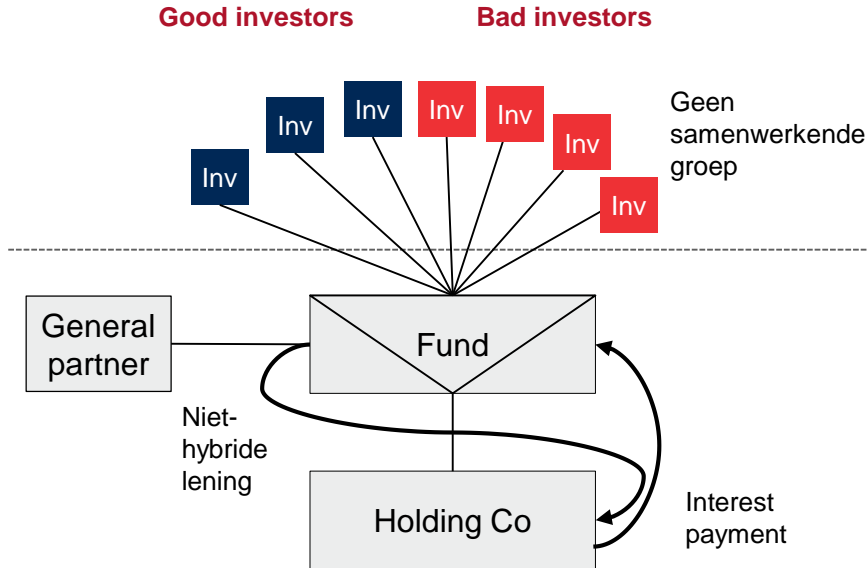 Good investors
Bad investors
Inv
Inv
Inv
Inv
Inv
Inv
Inv
Geen
samenwerkende
groep
General
partner
Fund
Niet-
hybride
lening
Holding Co
Interest
payment